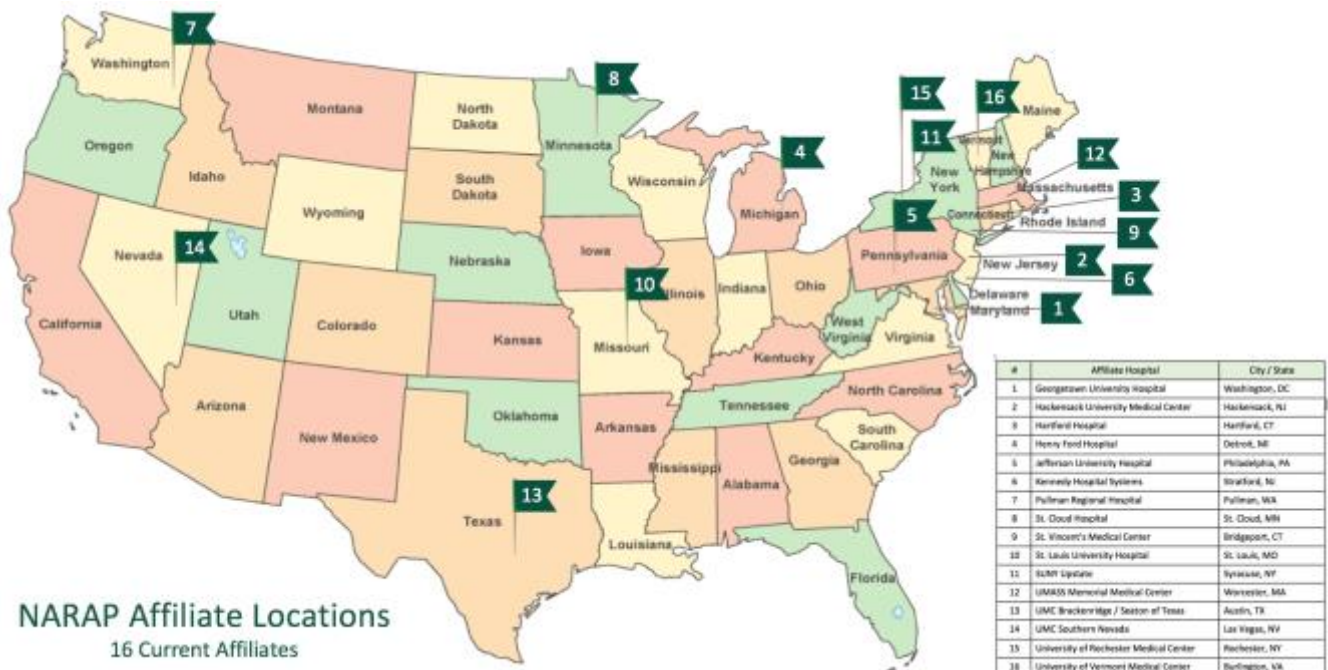 7
Washington
Montana
North
Dakota
8
Minnesota
15
16
Maine
Oregon
Idaho
South
Dakota
Wisconsin
4
Michigan
11
Vermont
New
Hampshire
12
New
York
Massachusetts
3
Wyoming
5
Connecticut
Rhode Island
9
Nevada
14
Iowa
Nebraska
Pennsylvania
New Jersey
2
6
10
Illinois
Indiana
Ohio
Delaware
Maryland
1
California
Utah
Colorado
Kansas
Missouri
West
Virginia
Virginia
Kentucky
Arizona
New Mexico
Oklahoma
Arkansas
Tennessee
North Carolina
South
Carolina
Mississippi
Alabama
Georgia
Texas
13
Louisiana
Florida
NARAP Affiliate Locations
16 Current Affiliates
# Affiliate Hospital City / State
1 Georgetown University Hospital Washington, DC
2 Hackensack University Medical Center Hackensack, NJ
3 Hartford Hospital Hartford, CT
4 Henry Ford Hospital Detroit, MI
5 Jefferson University Hospital Philadelphia, PA
6 Kennedy Hospital Systems Stratford, NJ
7 Pullman Regional Hospital Pullman, WA
8 St. Cloud Hospital St. Cloud, MN
9 St. Vincent's Medical Center Bridgeport, CT
10 St. Louis University Hospital St. Louis, MO
11 SUNY Upstate Syracuse, NY
12 UMASS Memorial Medical Center Worcester, MA
13 UMC Brackenridge / Seaton of Texas Austin, TX
14 UMC Southern Nevada Las Vegas, NV
15 University of Rochester Medical Center Rochester, NY
16 University of Vermont Medical Center Burlington, VA